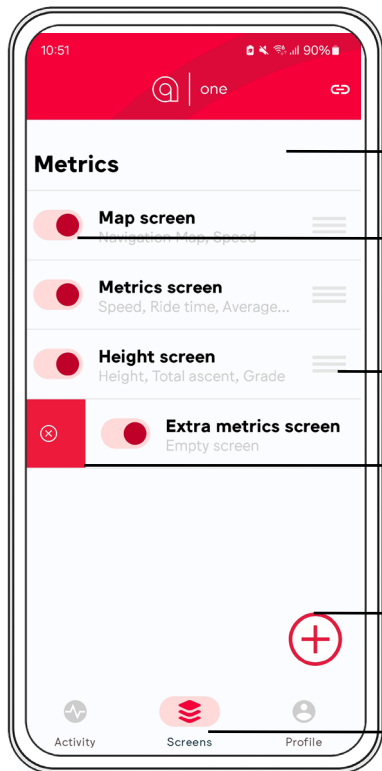 10:51
90%
one
Metrics
Map screen
Navigation Map, Speed
Metrics screen
Speed, Ride time, Average...
Height screen
Height, Total ascent, Grade
Extra metrics screen
Empty screen
Activity
Screens
Profile